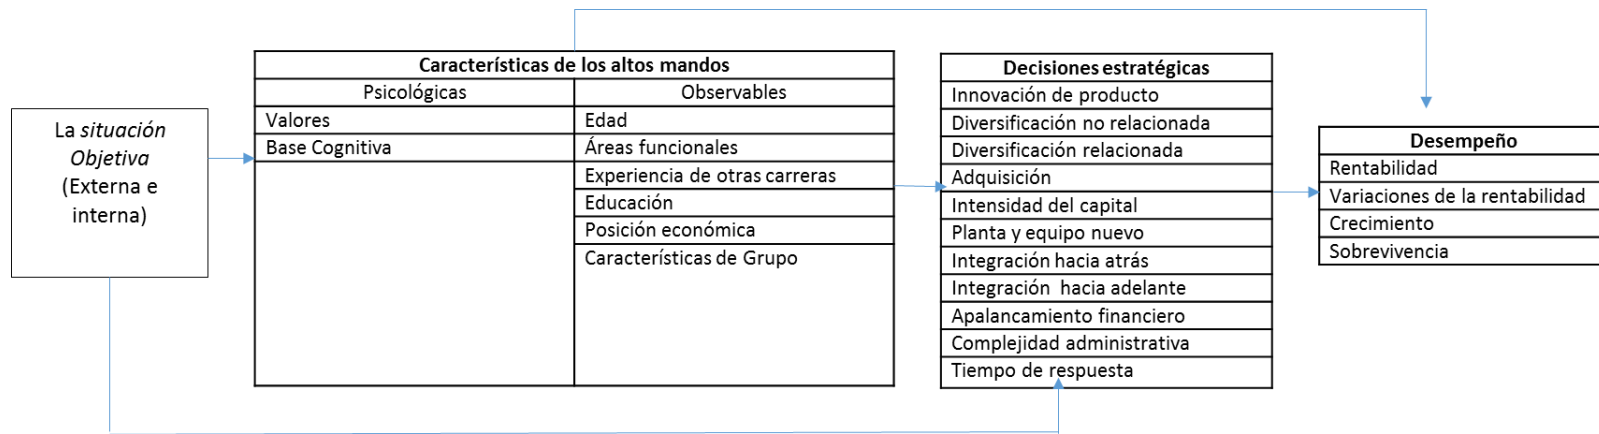 La situación
Objetiva
(Externa e
interna)
Características de los altos mandos
Psicológicas
Observables
Valores
Edad
Base Cognitiva
Áreas funcionales
Experiencia de otras carreras
Educación
Posición económica
Características de Grupo
Decisiones estratégicas
Innovación de producto
Diversificación no relacionada
Diversificación relacionada
Adquisición
Intensidad del capital
Planta y equipo nuevo
Integración hacia atrás
Integración hacia adelante
Apalancamiento financiero
Complejidad administrativa
Tiempo de respuesta
Desempeño
Rentabilidad
Variaciones de la rentabilidad
Crecimiento
Sobrevivencia